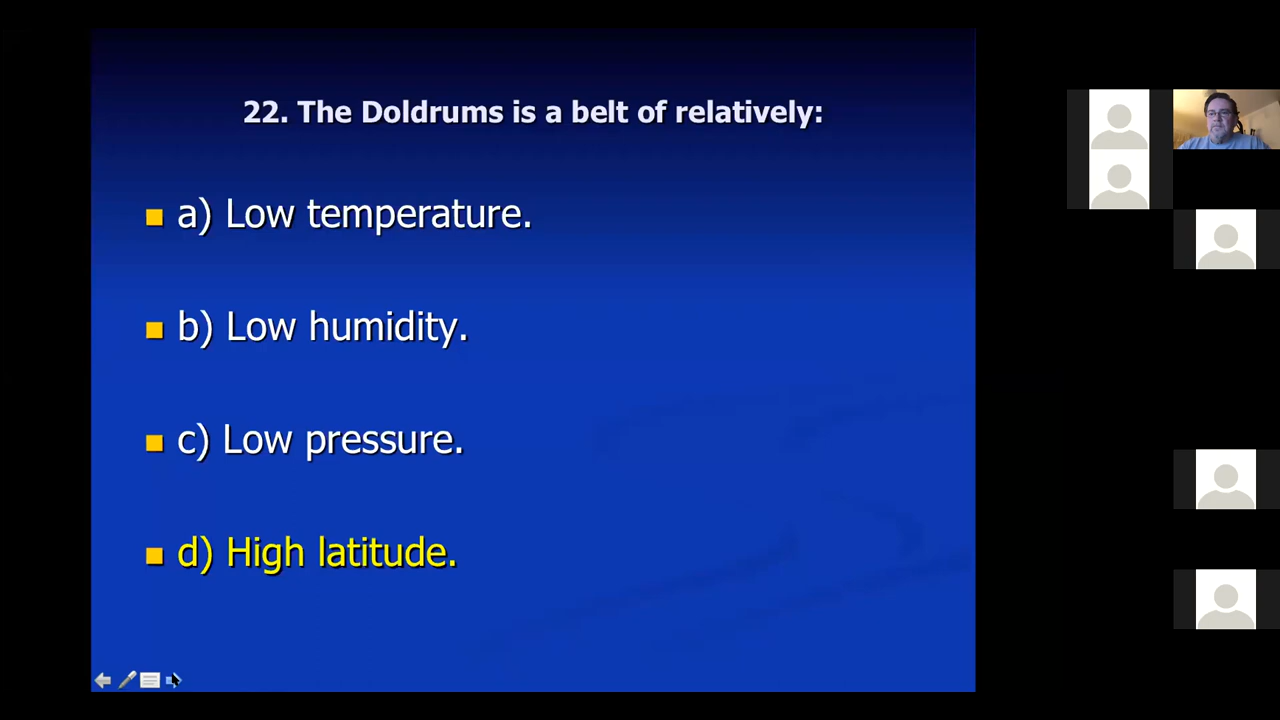 22. The Doldrums is a belt of relatively:
a) Low temperature.
b) Low humidity.
c) Low pressure.
d) High latitude.